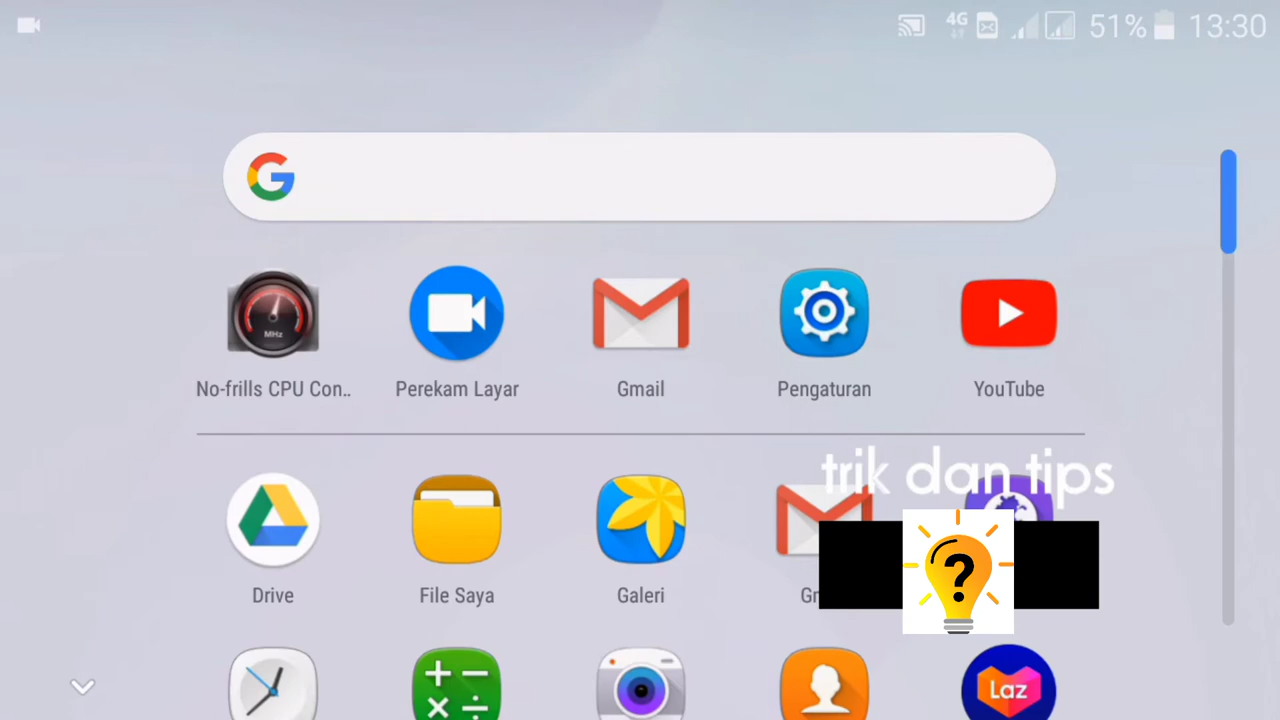 4G 51% 13:30
G
MHz
No-frills CPU Con.. Perekam Layar Gmail Pengaturan YouTube
trik dan tips
?
Drive File Saya Galeri
Laz